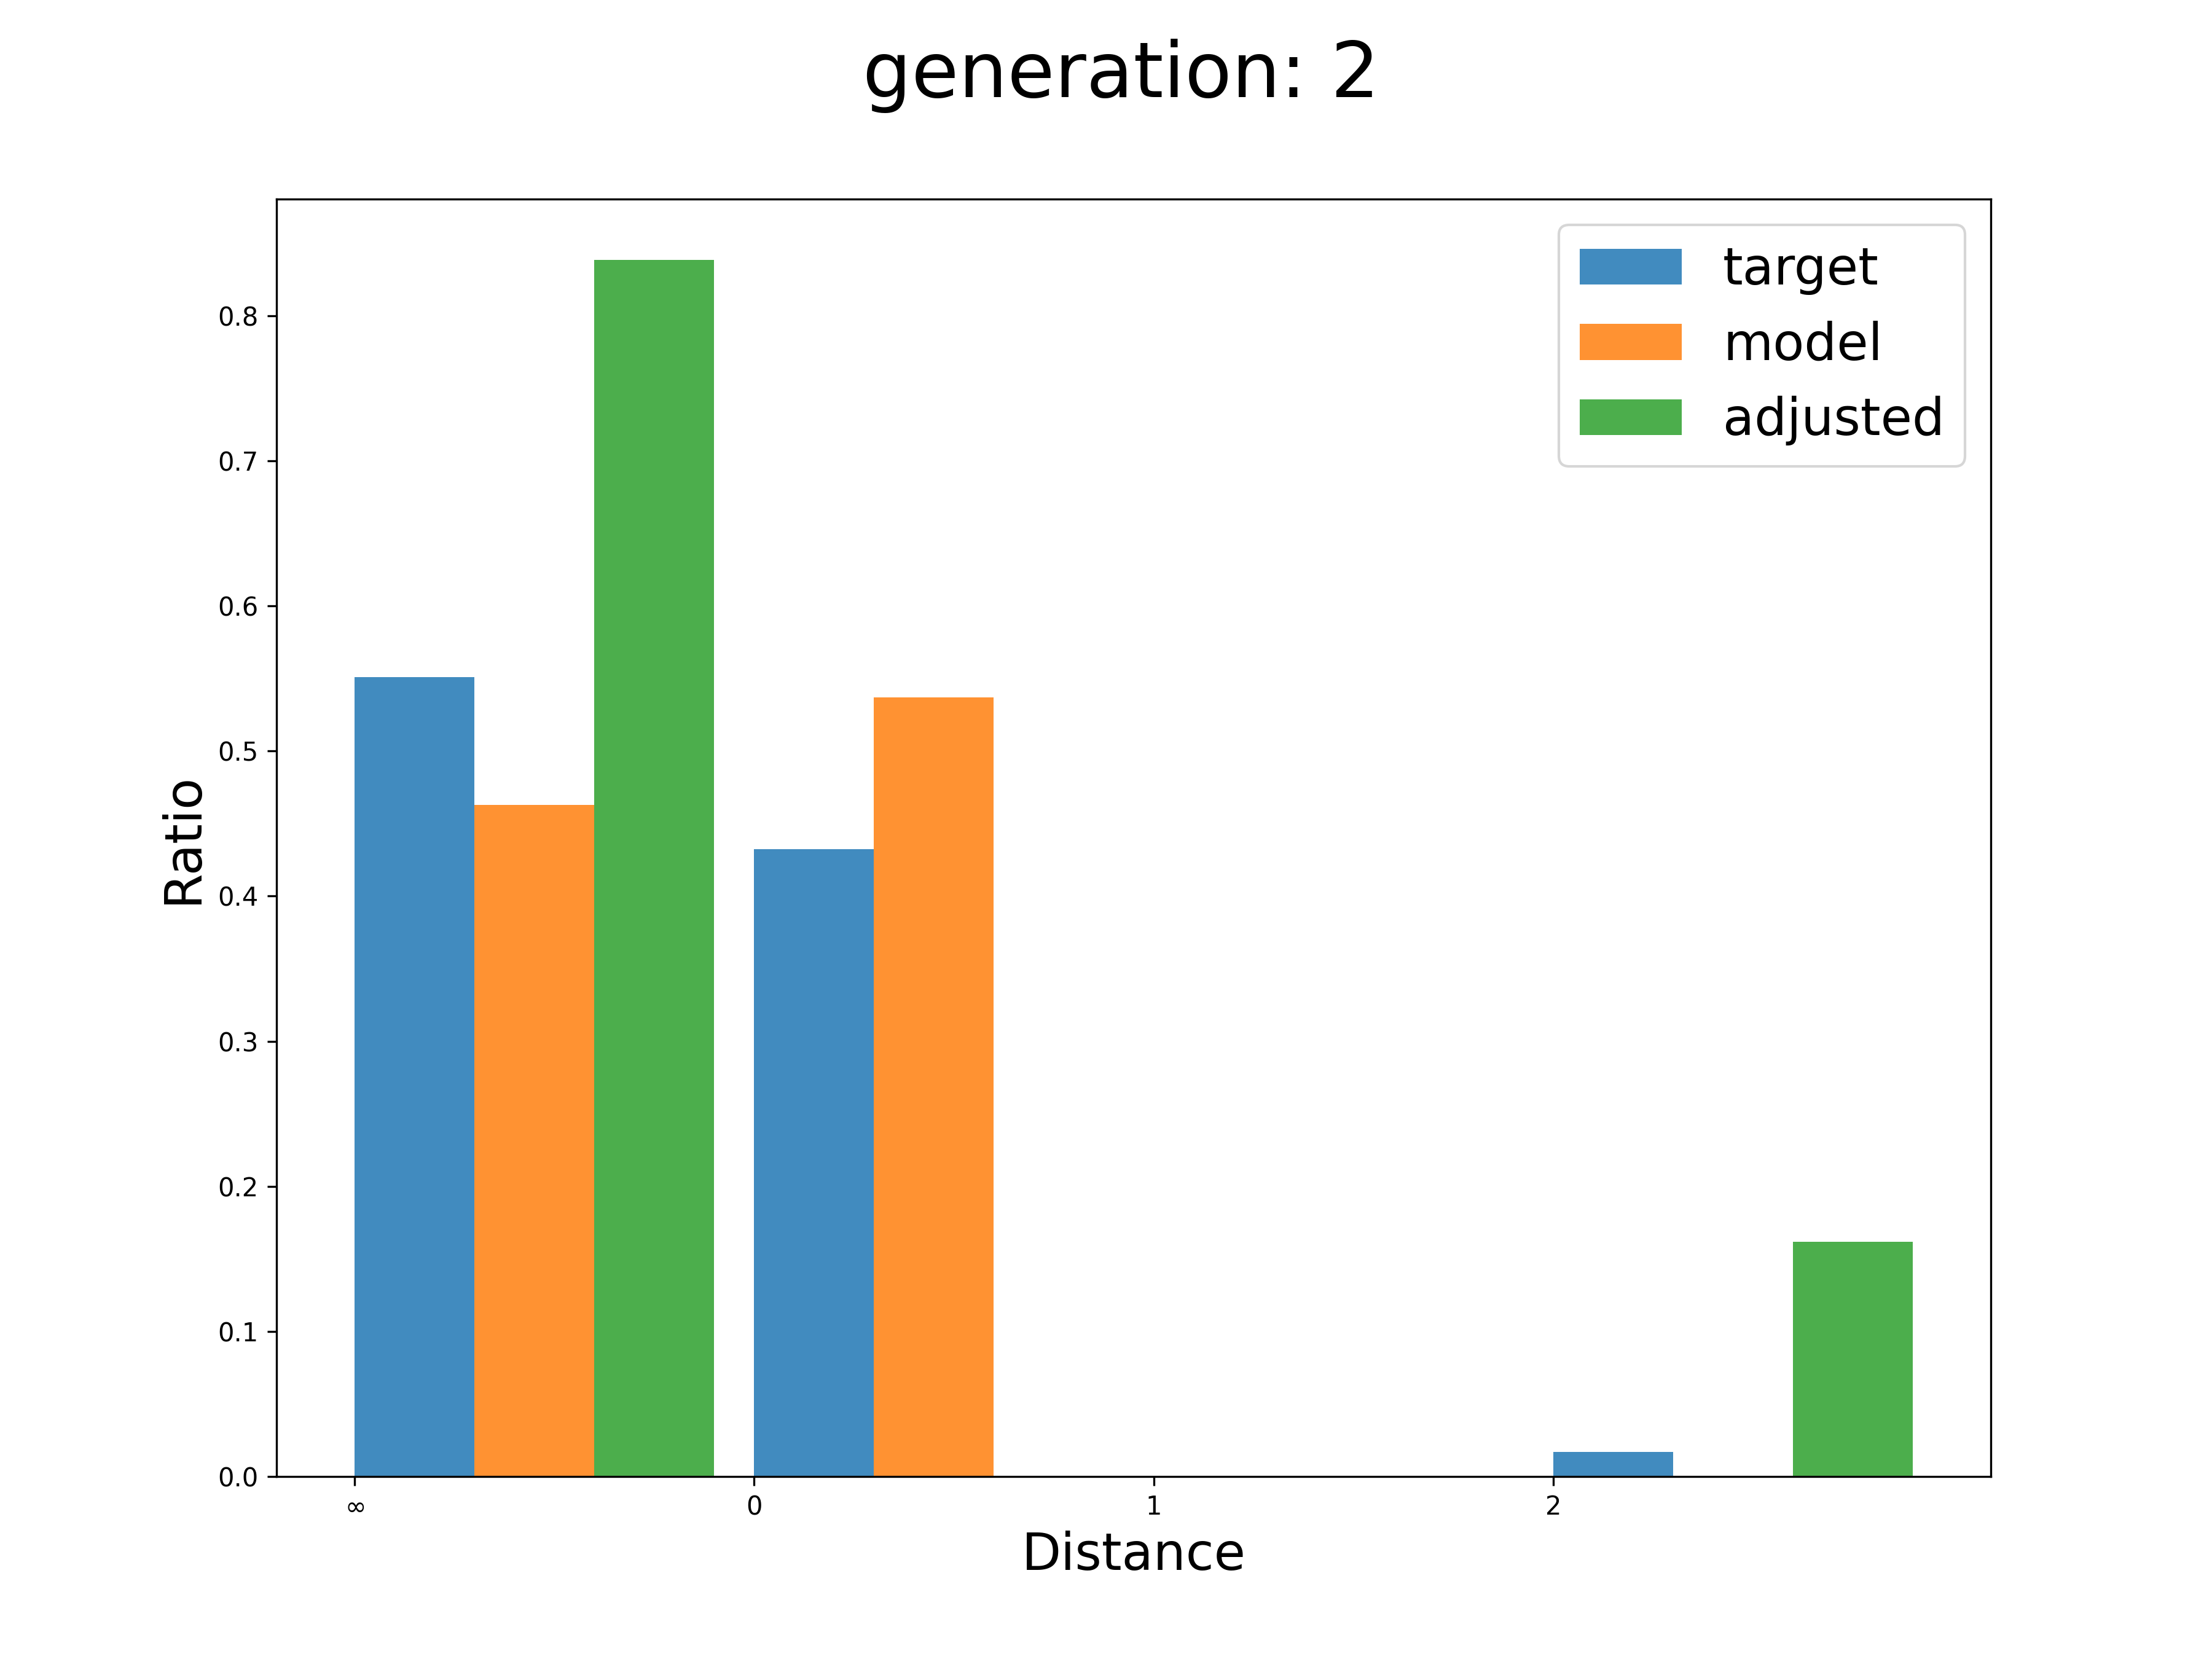 generation: 2
target
model
adjusted
Ratio
0.8
0.7
0.6
0.5
0.4
0.3
0.2
0.1
0.0
∞ 0 1 2
Distance